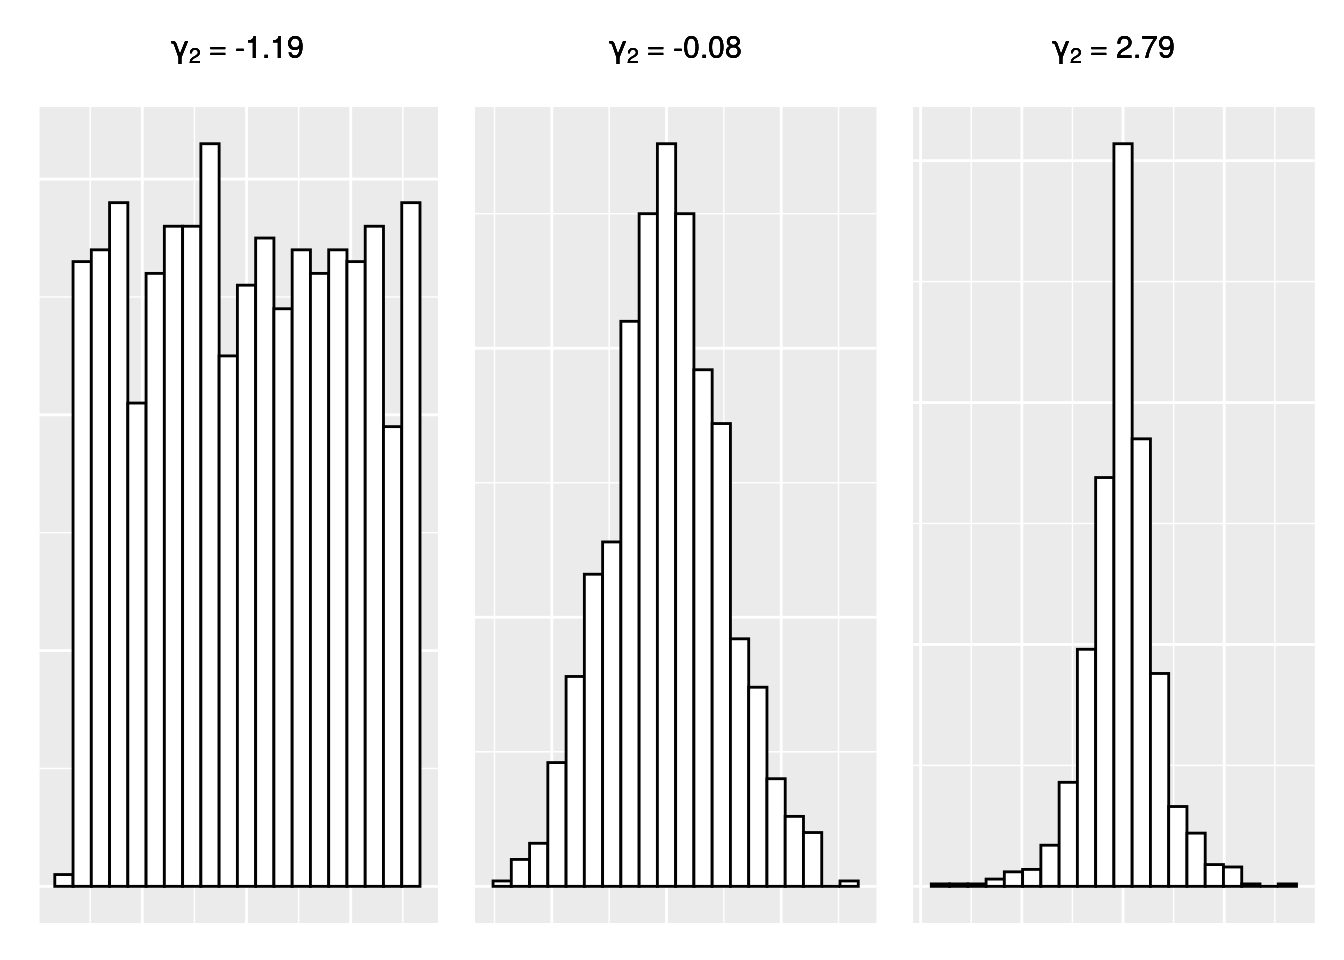 γ₂ = -1.19
γ₂ = -0.08
γ₂ = 2.79